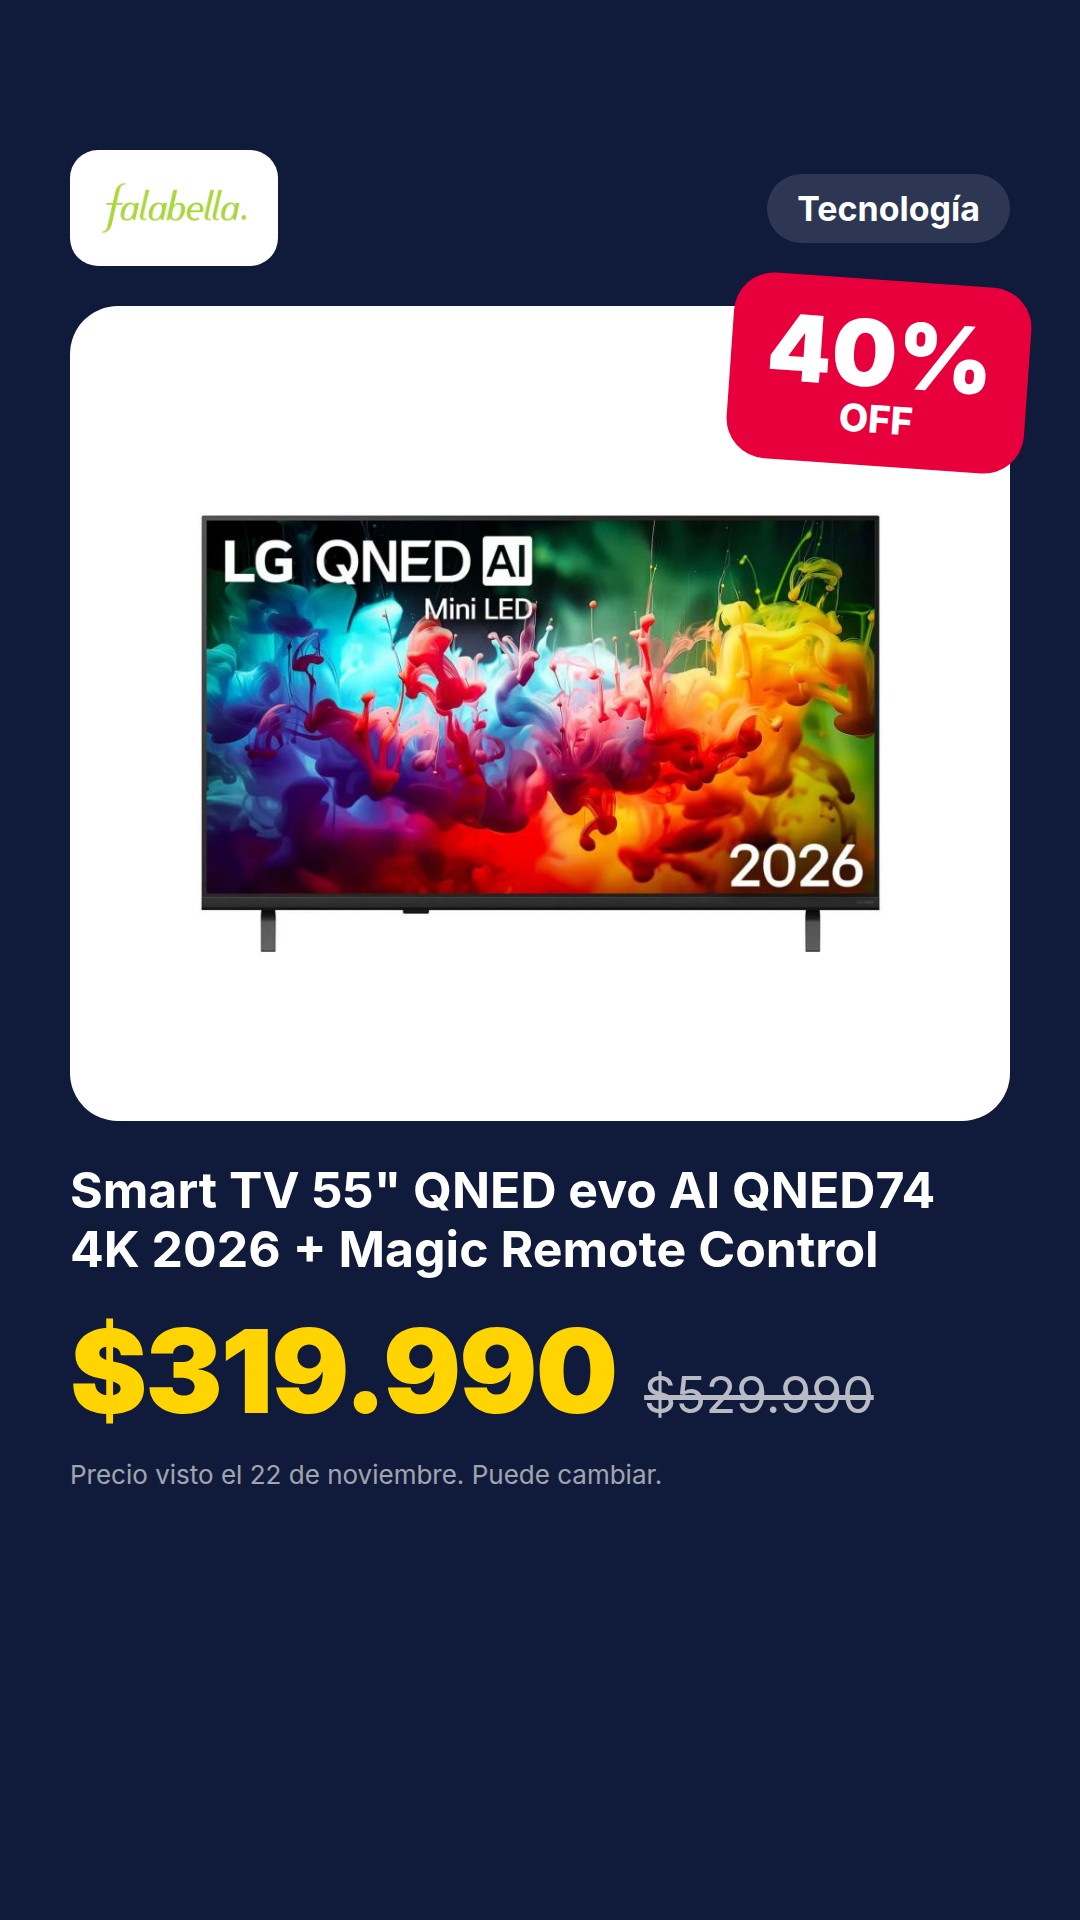 falabella.
Tecnología
40%
OFF
LG QNED AI
Mini LED
2026
Smart TV 55" QNED evo AI QNED74
4K 2026 + Magic Remote Control
$319.990 $529.990
Precio visto el 22 de noviembre. Puede cambiar.